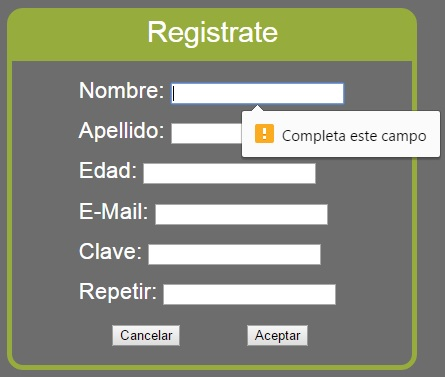 Registrate
Nombre:
Completa este campo
Apellido:
Edad:
E-Mail:
Clave:
Repetir:
Cancelar Aceptar